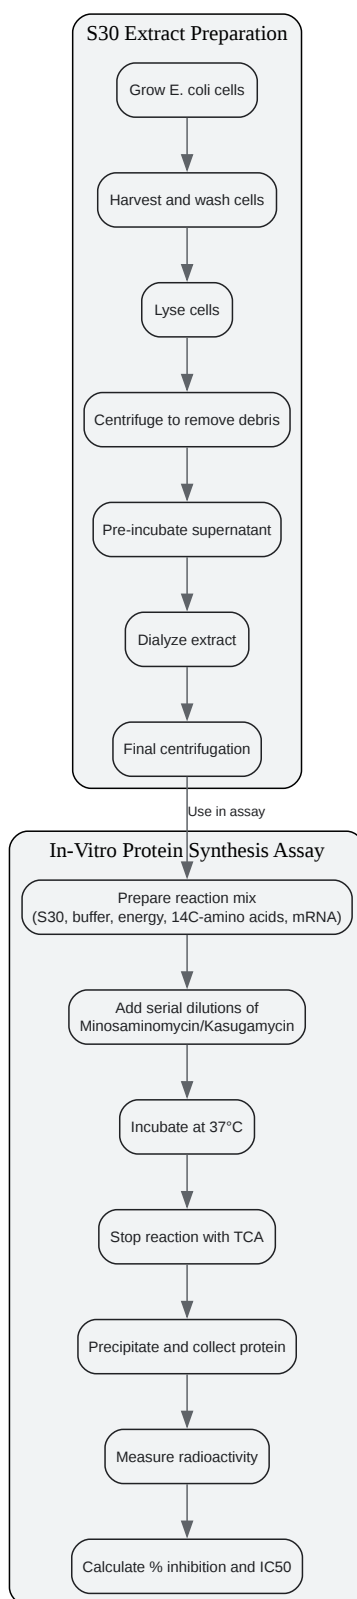 S30 Extract Preparation
Grow E. coli cells
Harvest and wash cells
Lyse cells
Centrifuge to remove debris
Pre-incubate supernatant
Dialyze extract
Final centrifugation
Use in assay
In-Vitro Protein Synthesis Assay
Prepare reaction mix
(S30, buffer, energy, 14C-amino acids, mRNA)
Add serial dilutions of
Minosaminomycin/Kasugamycin
Incubate at 37°C
Stop reaction with TCA
Precipitate and collect protein
Measure radioactivity
Calculate % inhibition and IC50